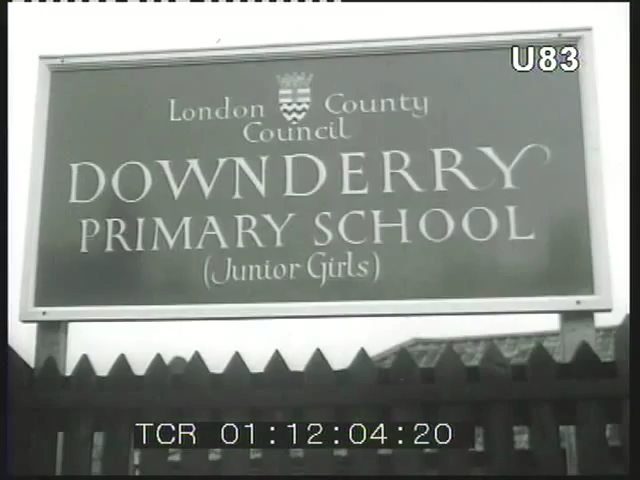 U83
London County
Council
DOWNDERRY
PRIMARY SCHOOL
(Junior Girls)
TCR 01:12:04:20